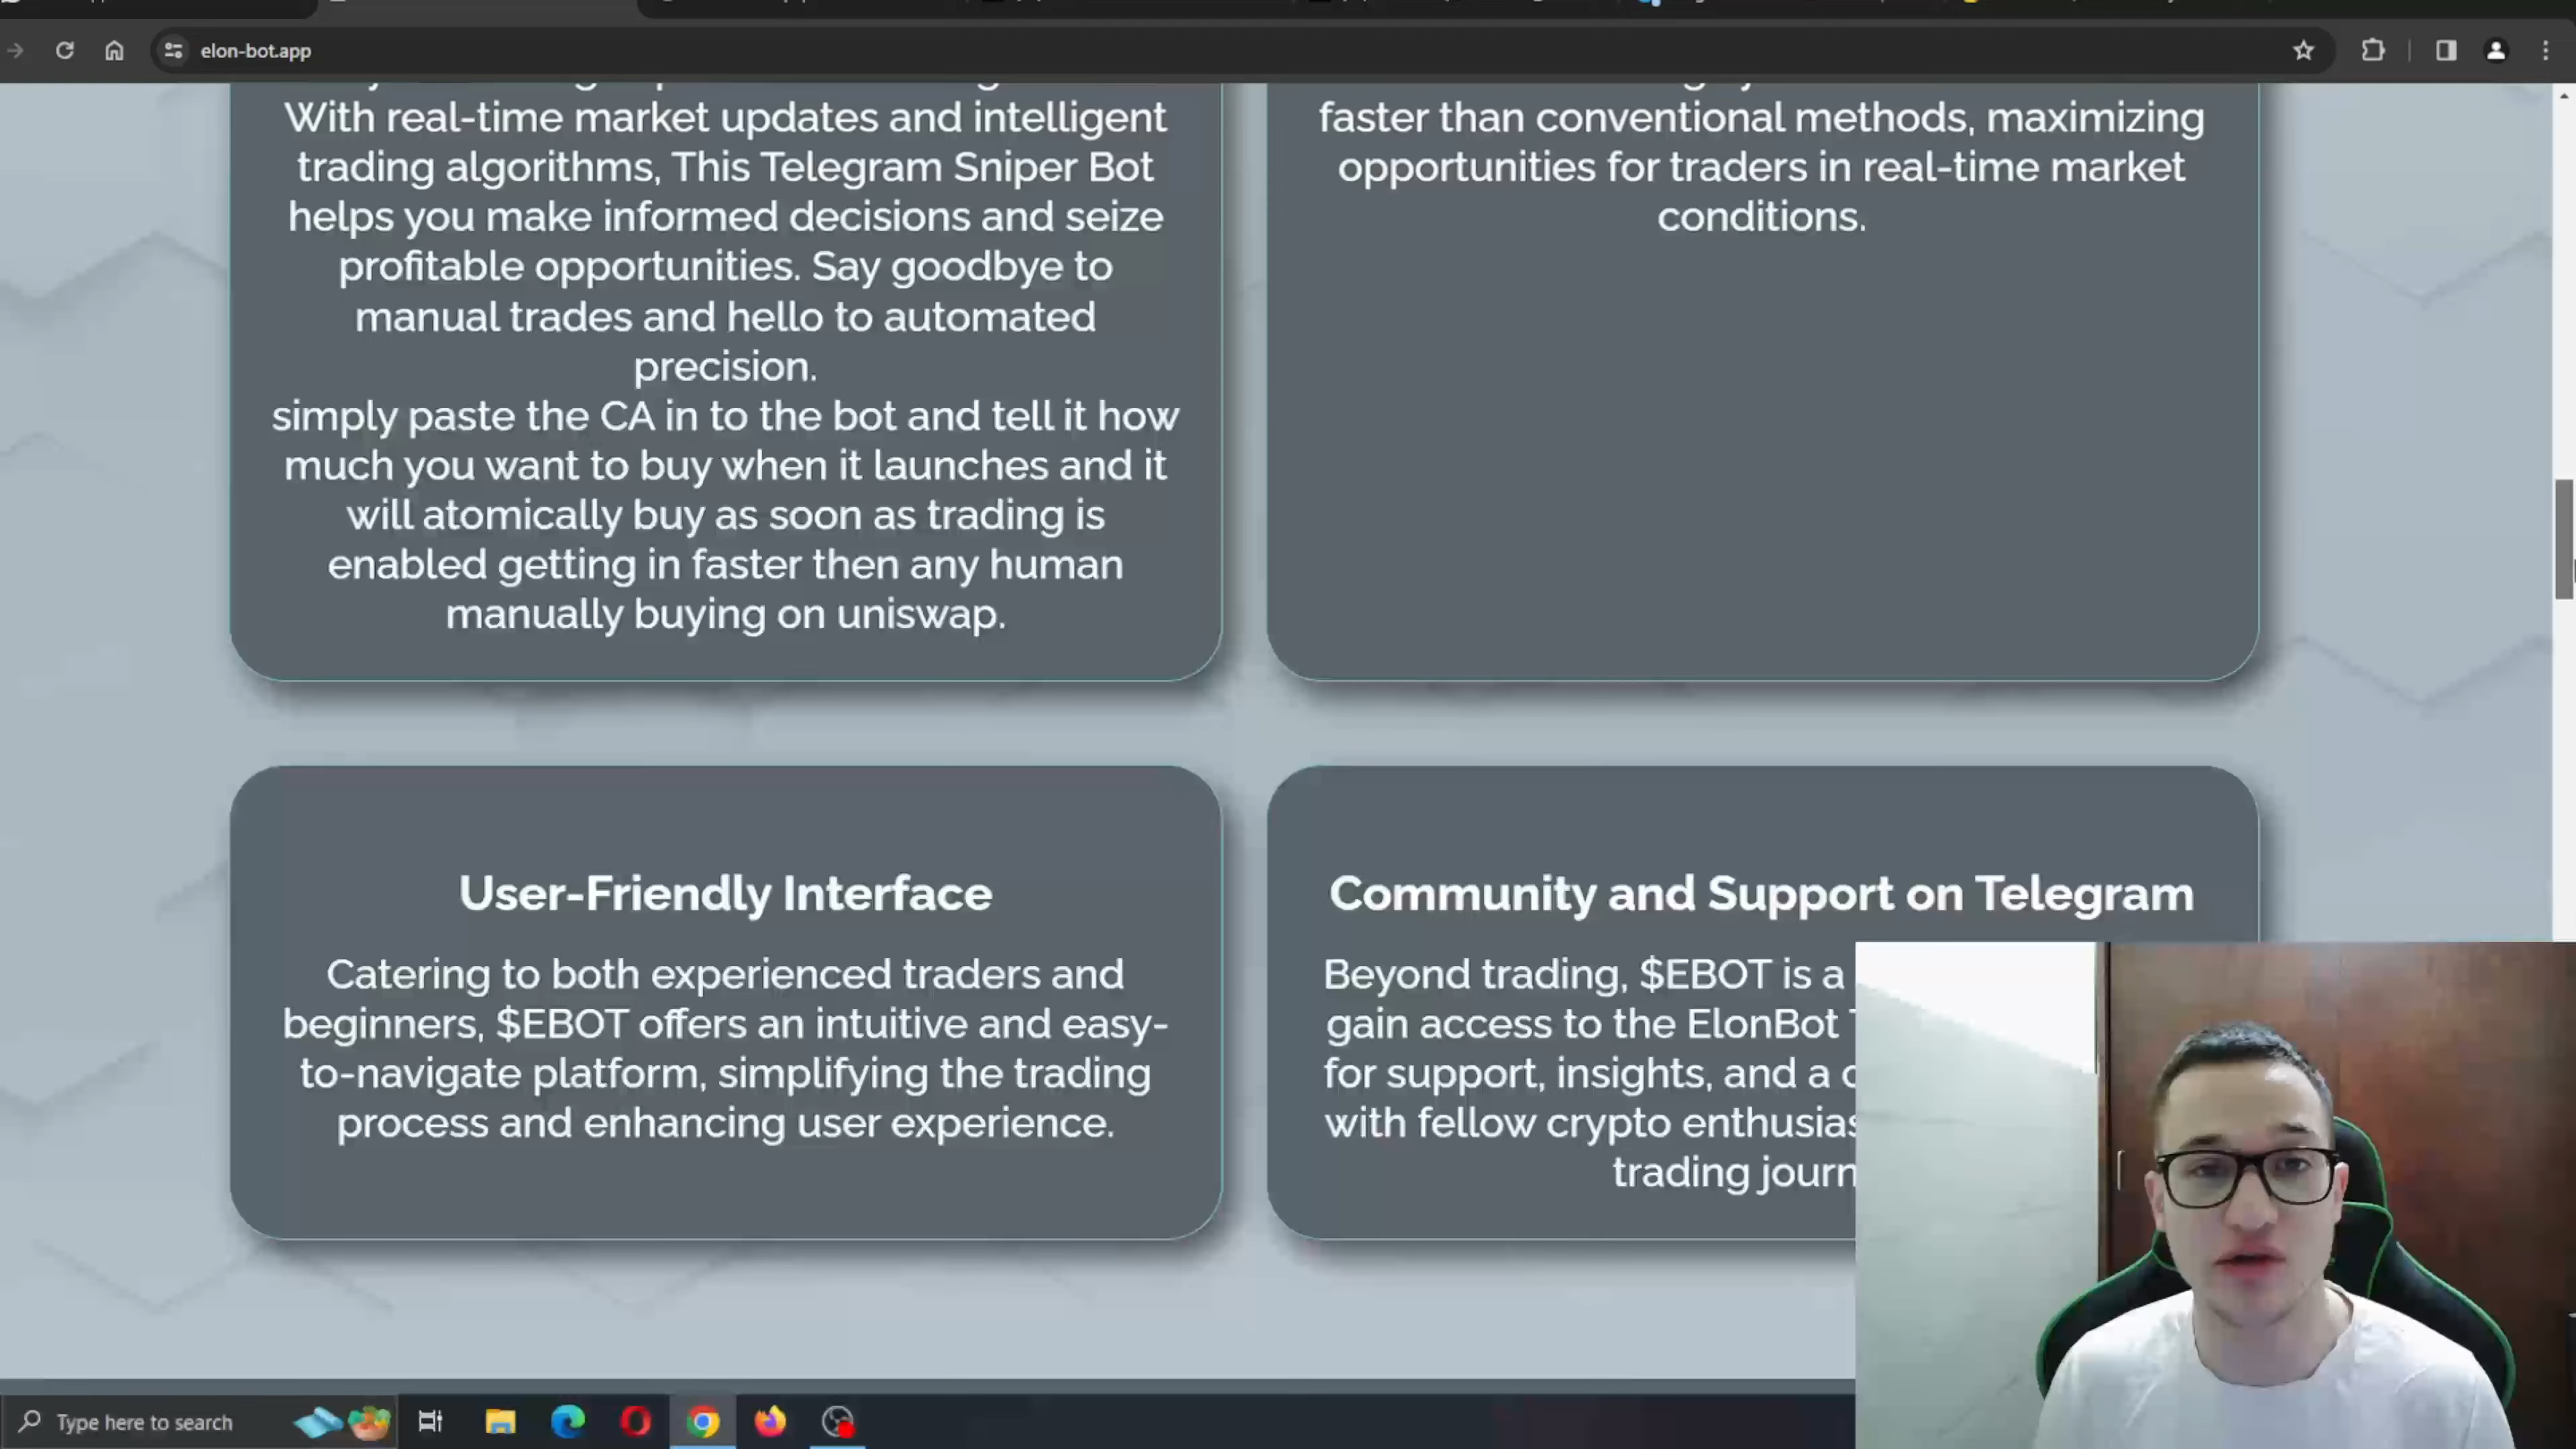 elon-bot.app
With real-time market updates and intelligent
trading algorithms, This Telegram Sniper Bot
helps you make informed decisions and seize
profitable opportunities. Say goodbye to
manual trades and hello to automated
precision.
simply paste the CA in to the bot and tell it how
much you want to buy when it launches and it
will atomically buy as soon as trading is
enabled getting in faster then any human
manually buying on uniswap.
faster than conventional methods, maximizing
opportunities for traders in real-time market
conditions.
User-Friendly Interface
Catering to both experienced traders and
beginners, $EBOT offers an intuitive and easy-
to-navigate platform, simplifying the trading
process and enhancing user experience.
Community and Support on Telegram
Beyond trading, $EBOT is a
gain access to the ElonBot
for support, insights, and a
with fellow crypto
trading
Type here to search